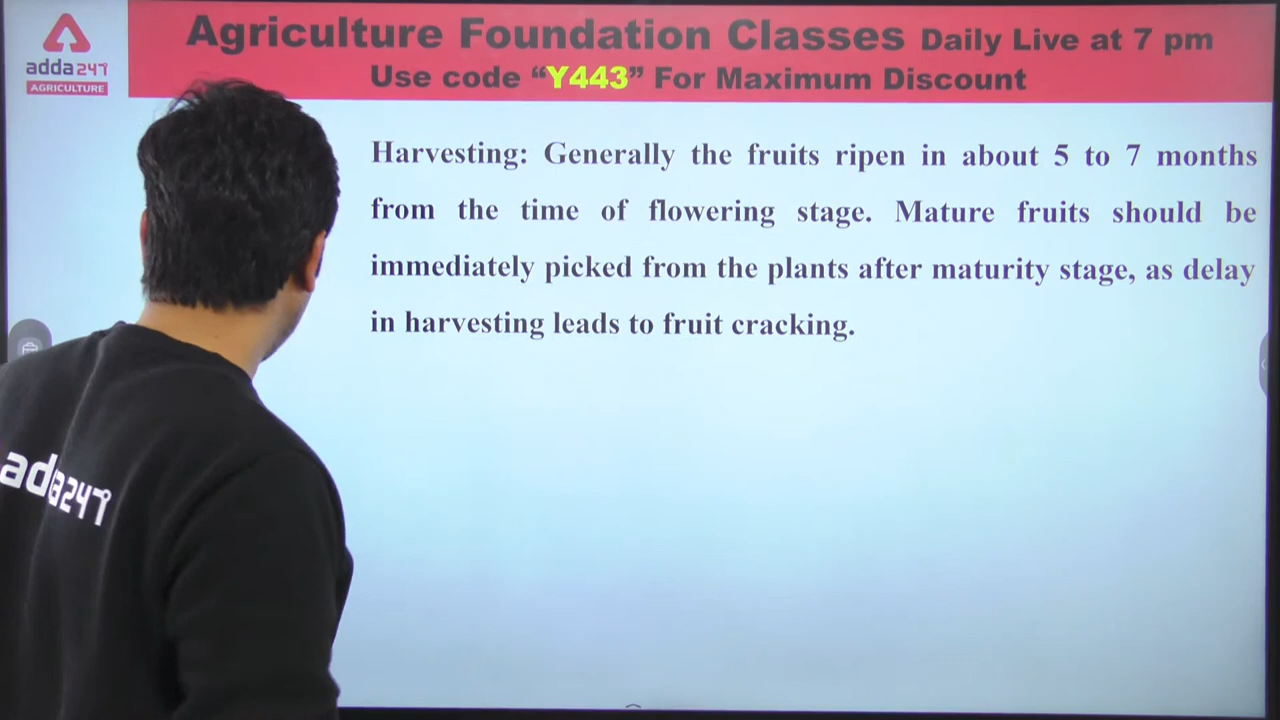 Agriculture Foundation Classes Daily Live at 7 pm
Use code “Y443” For Maximum Discount
adda247
AGRICULTURE
Harvesting: Generally the fruits ripen in about 5 to 7 months
from the time of flowering stage. Mature fruits should be
immediately picked from the plants after maturity stage, as delay
in harvesting leads to fruit cracking.
adda247